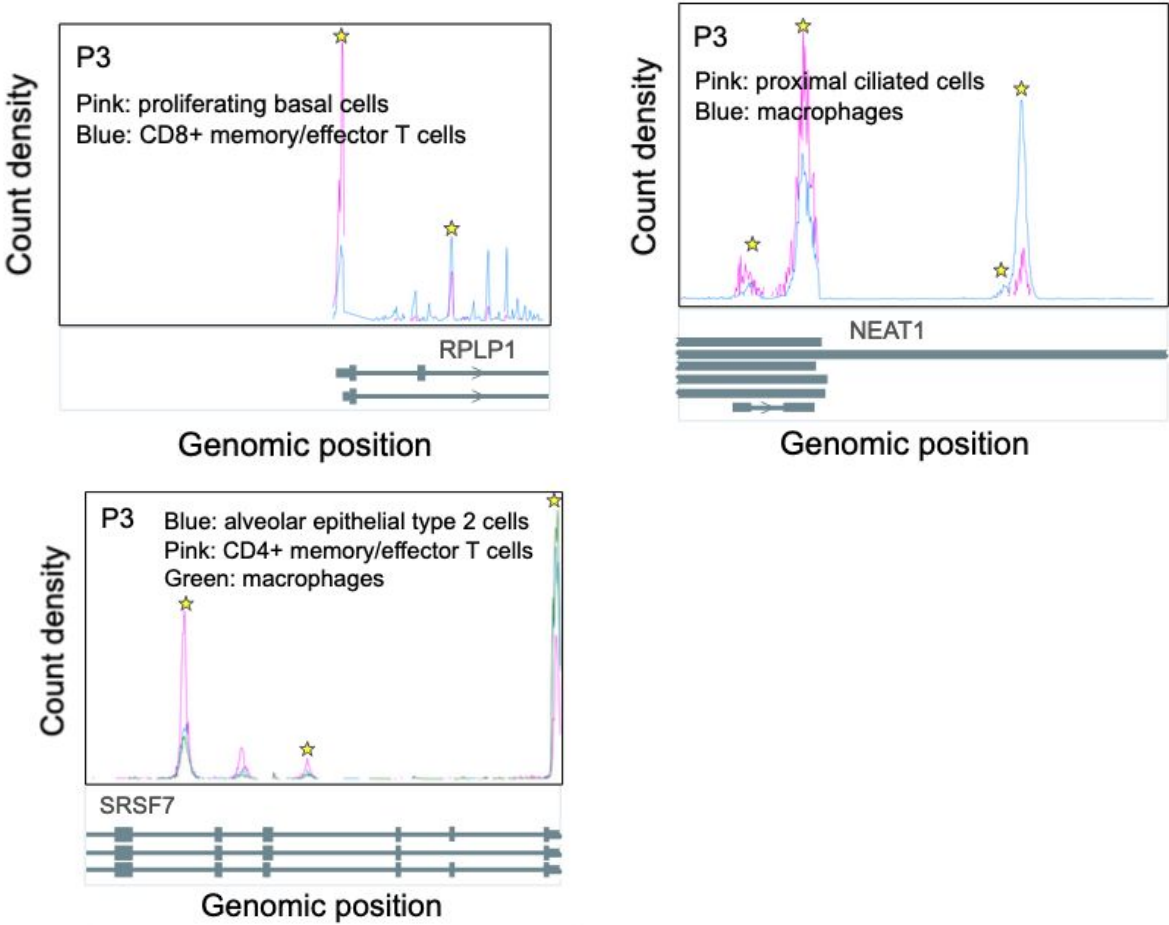 Count density
P3
Pink: proliferating basal cells
Blue: CD8+ memory/effector T cells
RPLP1
Genomic position
Count density
P3
Pink: proximal ciliated cells
Blue: macrophages
NEAT1
Genomic position
Count density
P3
Blue: alveolar epithelial type 2 cells
Pink: CD4+ memory/effector T cells
Green: macrophages
SRSF7
Genomic position